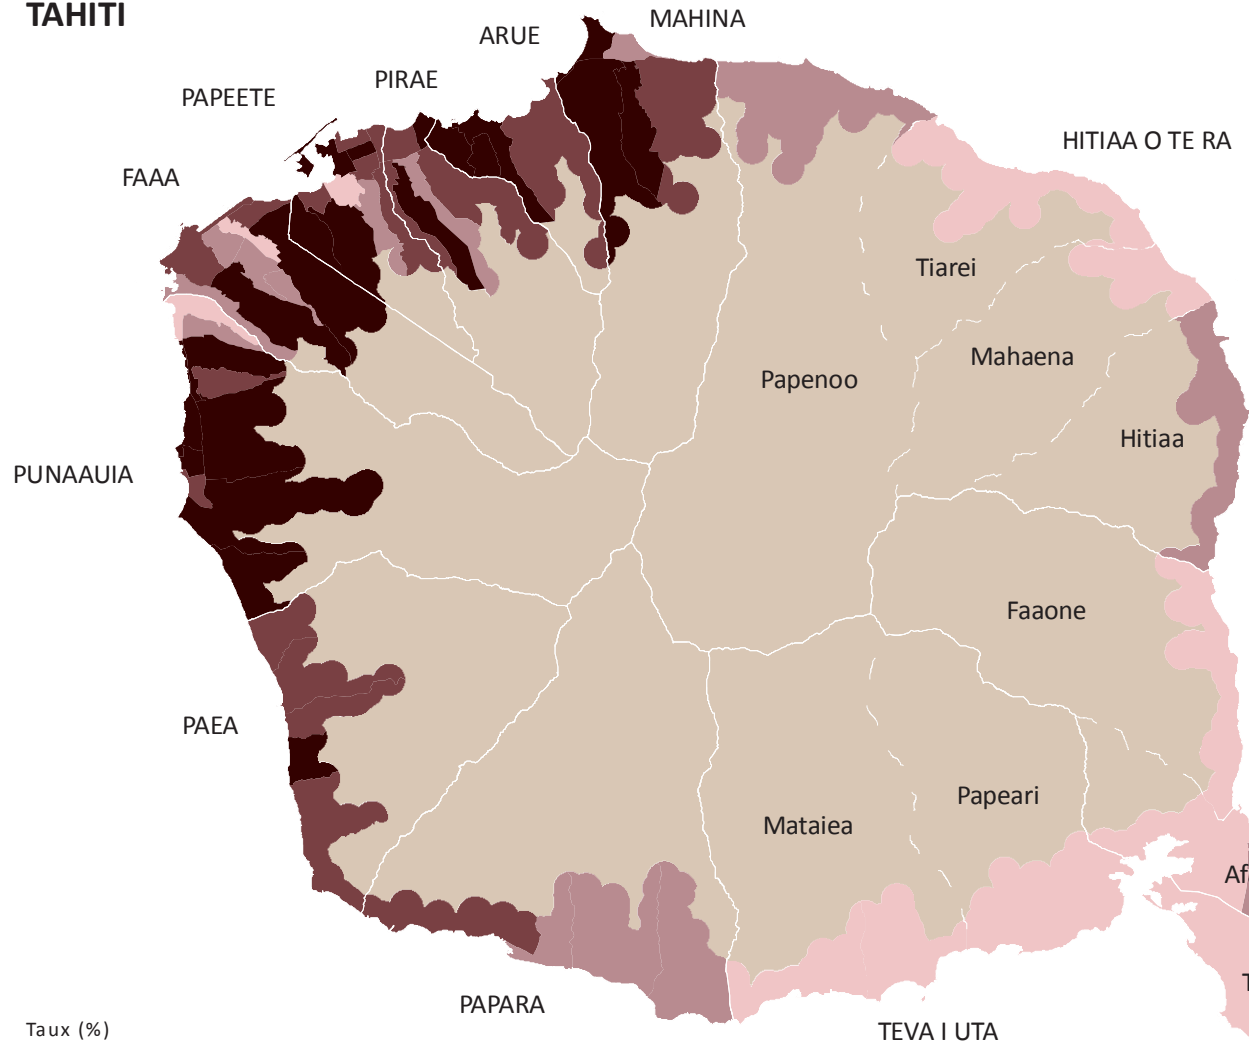 TAHITI
MAHINA
ARUE
PIRAE
PAPEETE
HITIAA O TE RA
FAAA
Tiarei
Mahaena
Papenoo
Hitiaa
PUNAAUIA
Faaone
PAEA
Papeari
Mataiea
Af
T
PAPARA
Taux (%)
TEVA I UTA